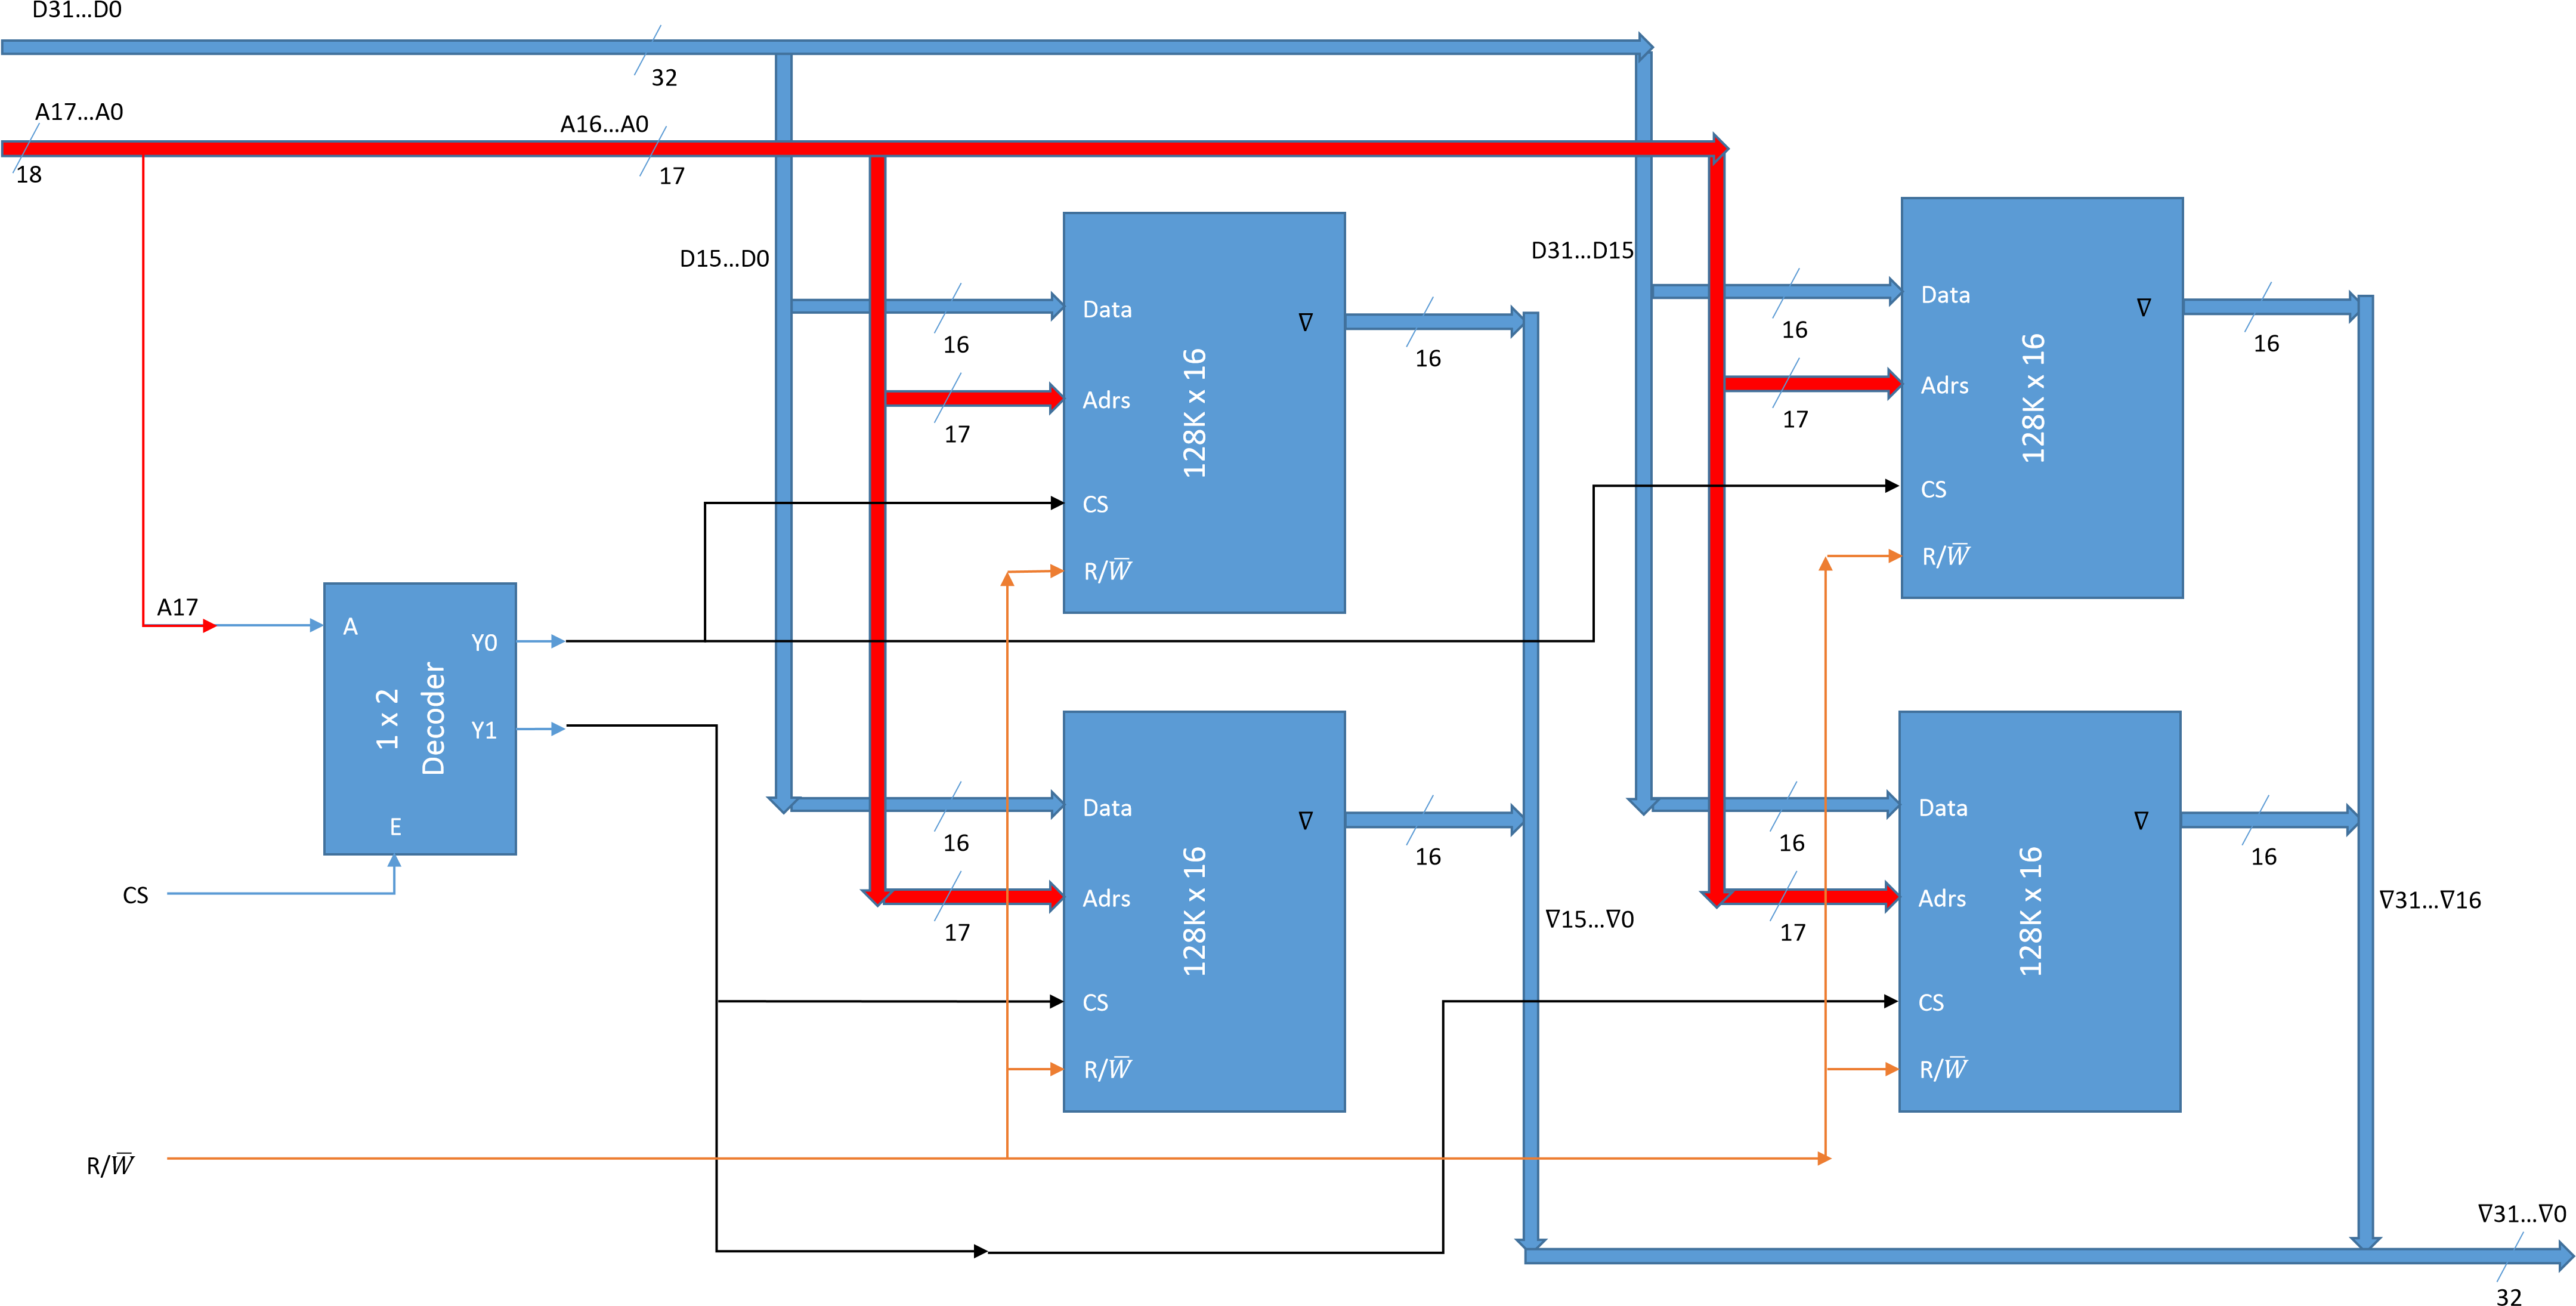 D31...D0
32
A17...A0
18
A16...A0
17
D15...D0
16
17
Data
Adrs
CS
R/W̅
128K x 16
∇
16
D31...D15
16
17
Data
Adrs
CS
R/W̅
128K x 16
∇
16
A17
A
Y0
Y1
E
1 x 2
Decoder
CS
16
17
Data
Adrs
CS
R/W̅
128K x 16
∇
16
∇15...∇0
16
17
Data
Adrs
CS
R/W̅
128K x 16
∇
16
∇31...∇16
R/W̅
∇31...∇0
32